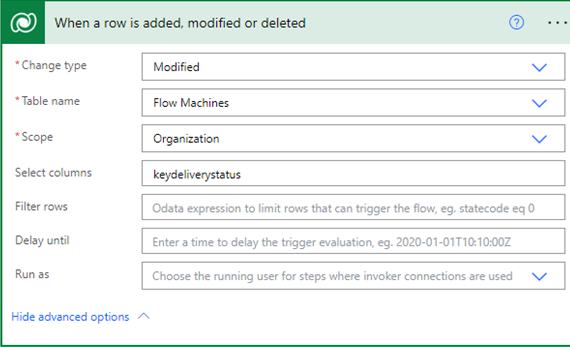 When a row is added, modified or deleted
* Change type Modified
* Table name Flow Machines
* Scope Organization
Select columns keydeliverystatus
Filter rows Odata expression to limit rows that can trigger the flow, eg. statecode eq 0
Delay until Enter a time to delay the trigger evaluation, eg. 2020-01-01T10:10:00Z
Run as Choose the running user for steps where invoker connections are used
Hide advanced options